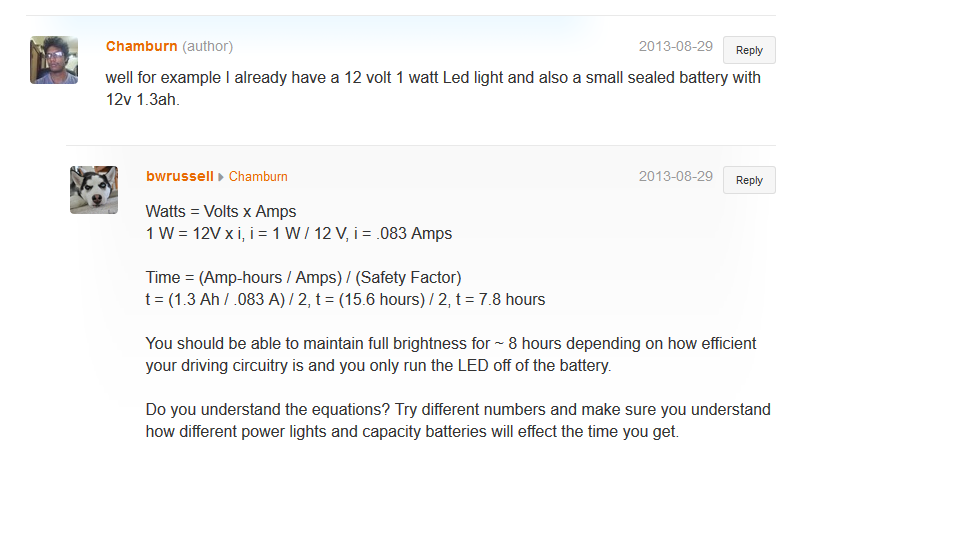 Chamburn (author) 2013-08-29 Reply
well for example I already have a 12 volt 1 watt Led light and also a small sealed battery with
12v 1.3ah.
bwrussell Chamburn 2013-08-29 Reply
Watts = Volts x Amps
1 W = 12V x i, i = 1 W / 12 V, i = .083 Amps
Time = (Amp-hours / Amps) / (Safety Factor)
t = (1.3 Ah / .083 A) / 2, t = (15.6 hours) / 2, t = 7.8 hours
You should be able to maintain full brightness for ~ 8 hours depending on how efficient
your driving circuitry is and you only run the LED off of the battery.
Do you understand the equations? Try different numbers and make sure you understand
how different power lights and capacity batteries will effect the time you get.